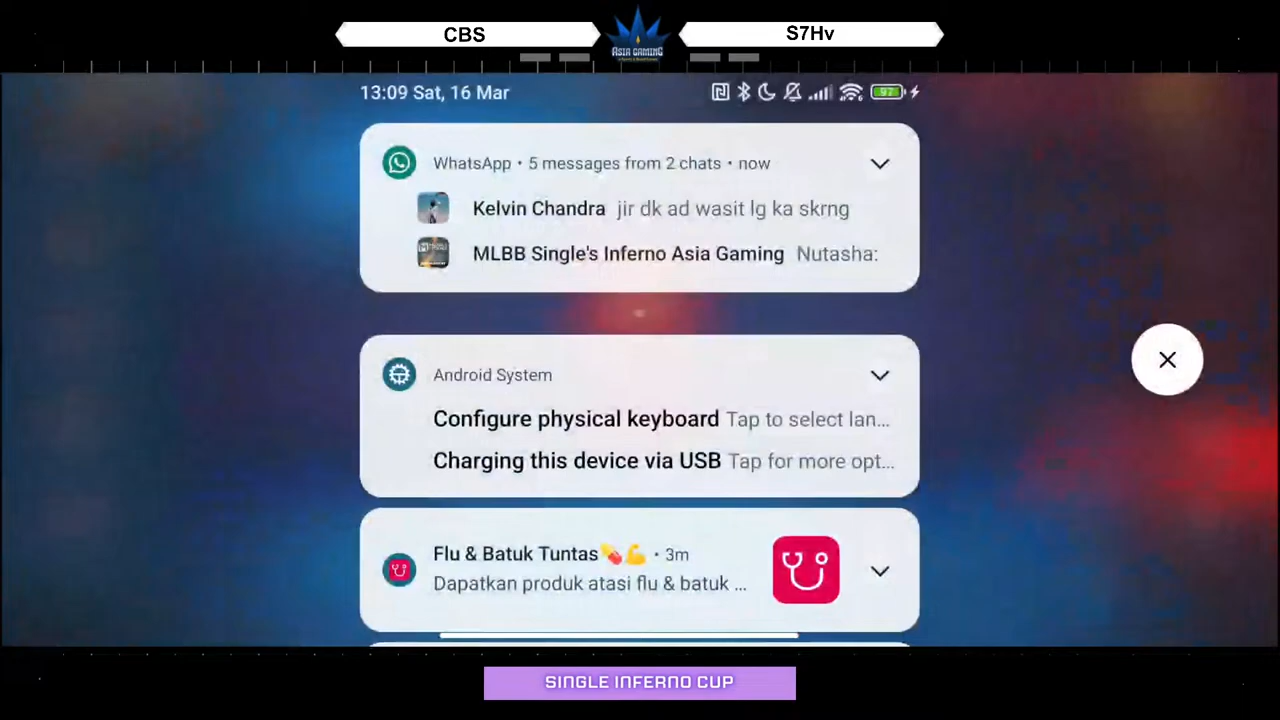 CBS
S7Hv
ASIA GAMING
13:09 Sat, 16 Mar
97
WhatsApp • 5 messages from 2 chats • now
Kelvin Chandra jir dk ad wasit lg ka skrng
MLBB Single's Inferno Asia Gaming Nutasha:
Android System
Configure physical keyboard Tap to select lan...
Charging this device via USB Tap for more opt...
Flu & Batuk Tuntas💊💪 • 3m
Dapatkan produk atasi flu & batuk ...
SINGLE INFERNO CUP